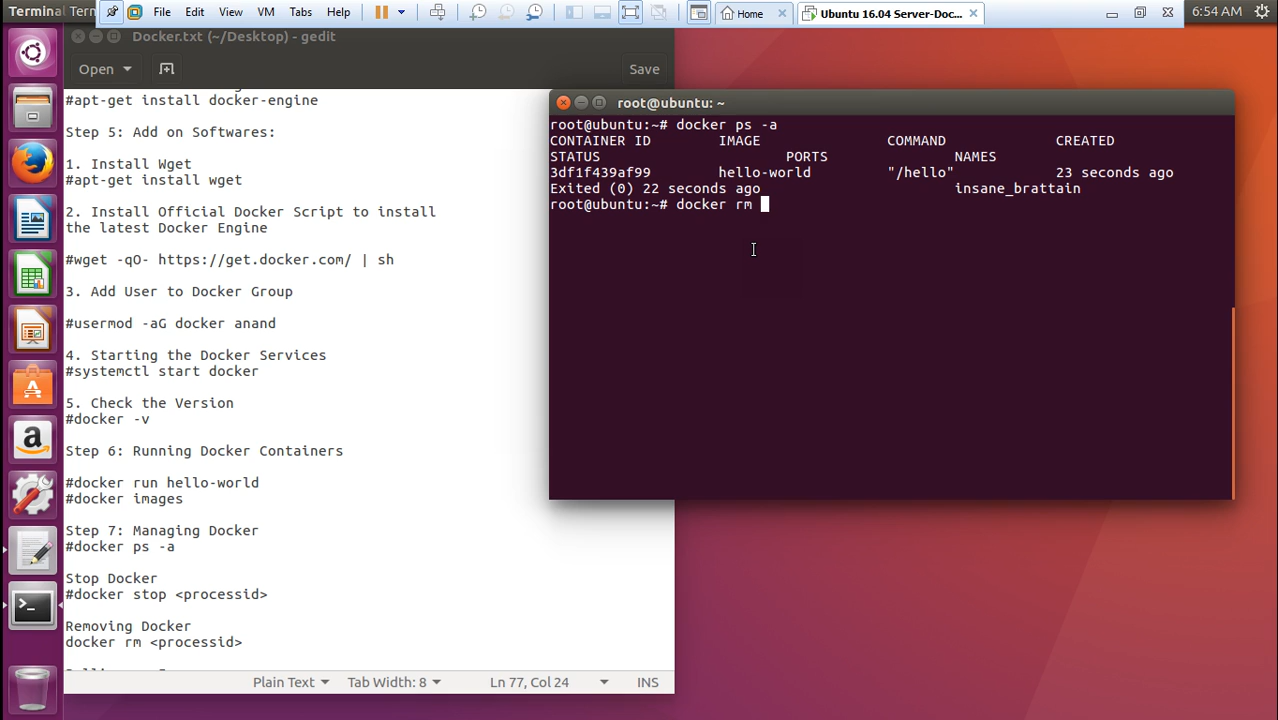 Terminal Term File Edit View VM Tabs Help Home Ubuntu 16.04 Server-Doc... 6:54 AM
Docker.txt (~/Desktop) - gedit
Open Save
#apt-get install docker-engine
Step 5: Add on Softwares:
1. Install Wget
#apt-get install wget
2. Install Official Docker Script to install
the latest Docker Engine
#wget -qO- https://get.docker.com/ | sh
3. Add User to Docker Group
#usermod -aG docker anand
4. Starting the Docker Services
#systemctl start docker
5. Check the Version
#docker -v
Step 6: Running Docker Containers
#docker run hello-world
#docker images
Step 7: Managing Docker
#docker ps -a
Stop Docker
#docker stop <processid>
Removing Docker
docker rm <processid>
Plain Text Tab Width: 8 Ln 77, Col 24 INS
root@ubuntu: ~
root@ubuntu:~# docker ps -a
CONTAINER ID IMAGE COMMAND CREATED
STATUS PORTS NAMES
3df1f439af99 hello-world "/hello" 23 seconds ago
Exited (0) 22 seconds ago insane_brattain
root@ubuntu:~# docker rm